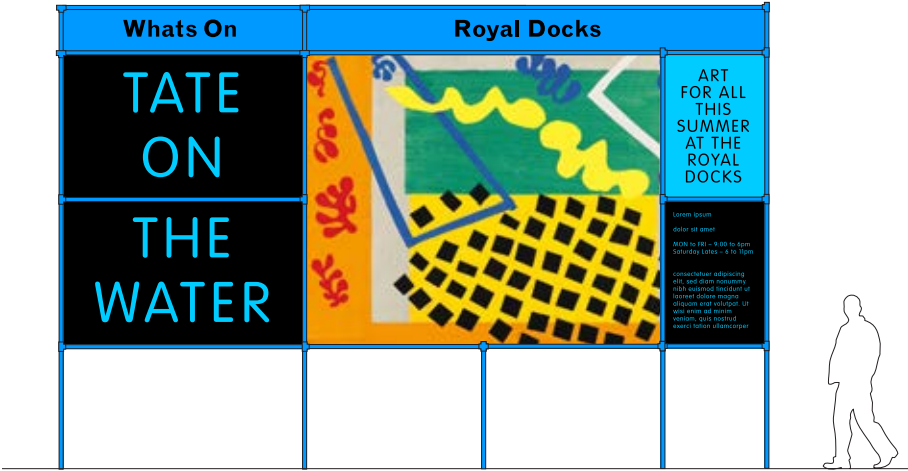 Whats On
Royal Docks
TATE
ON
THE
WATER
ART
FOR ALL
THIS
SUMMER
AT THE
ROYAL
DOCKS
Lorem ipsum
dolor sit amet
MON to FRI – 9:00 to 6pm
Saturday Lates – 6 to 11pm
consectetuer adipiscing
elit, sed diam nonummy
nibh euismod tincidunt ut
laoreet dolore magna
aliquam erat volutpat. Ut
wisi enim ad minim
veniam, quis nostrud
exerci tation ullamcorper